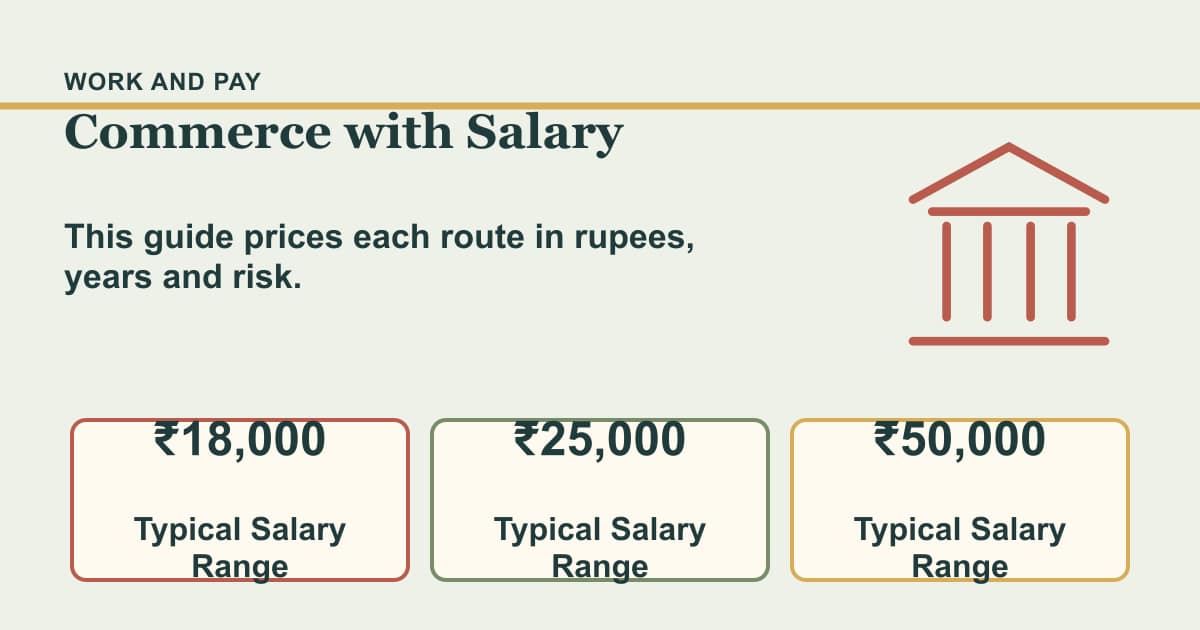 WORK AND PAY
Commerce with Salary
This guide prices each route in rupees,
years and risk.
₹18,000
Typical Salary
Range
₹25,000
Typical Salary
Range
₹50,000
Typical Salary
Range